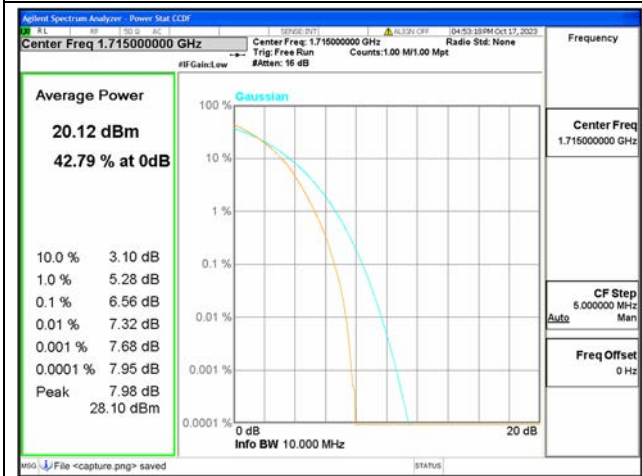 Agilent Spectrum Analyzer - Power Stat CCDF
RL RF 50 Ω AC SENSE:INT ALIGN OFF 04:53:18 PM Oct 17, 2023
Center Freq 1.715000000 GHz
Center Freq: 1.715000000 GHz Radio Std: None
Trig: Free Run Counts:1.00 M/1.00 Mpt
#IFGain:Low #Atten: 16 dB
Frequency
Average Power
20.12 dBm
42.79 % at 0dB
10.0 % 3.10 dB
1.0 % 5.28 dB
0.1 % 6.56 dB
0.01 % 7.32 dB
0.001 % 7.68 dB
0.0001 % 7.95 dB
Peak 7.98 dB
28.10 dBm
Gaussian
100 %
10 %
1 %
0.1 %
0.01 %
0.001 %
0.0001 %
0 dB 20 dB
Info BW 10.000 MHz
Center Freq
1.715000000 GHz
CF Step
5.000000 MHz
Auto Man
Freq Offset
0 Hz
MSG File <capture.png> saved STATUS